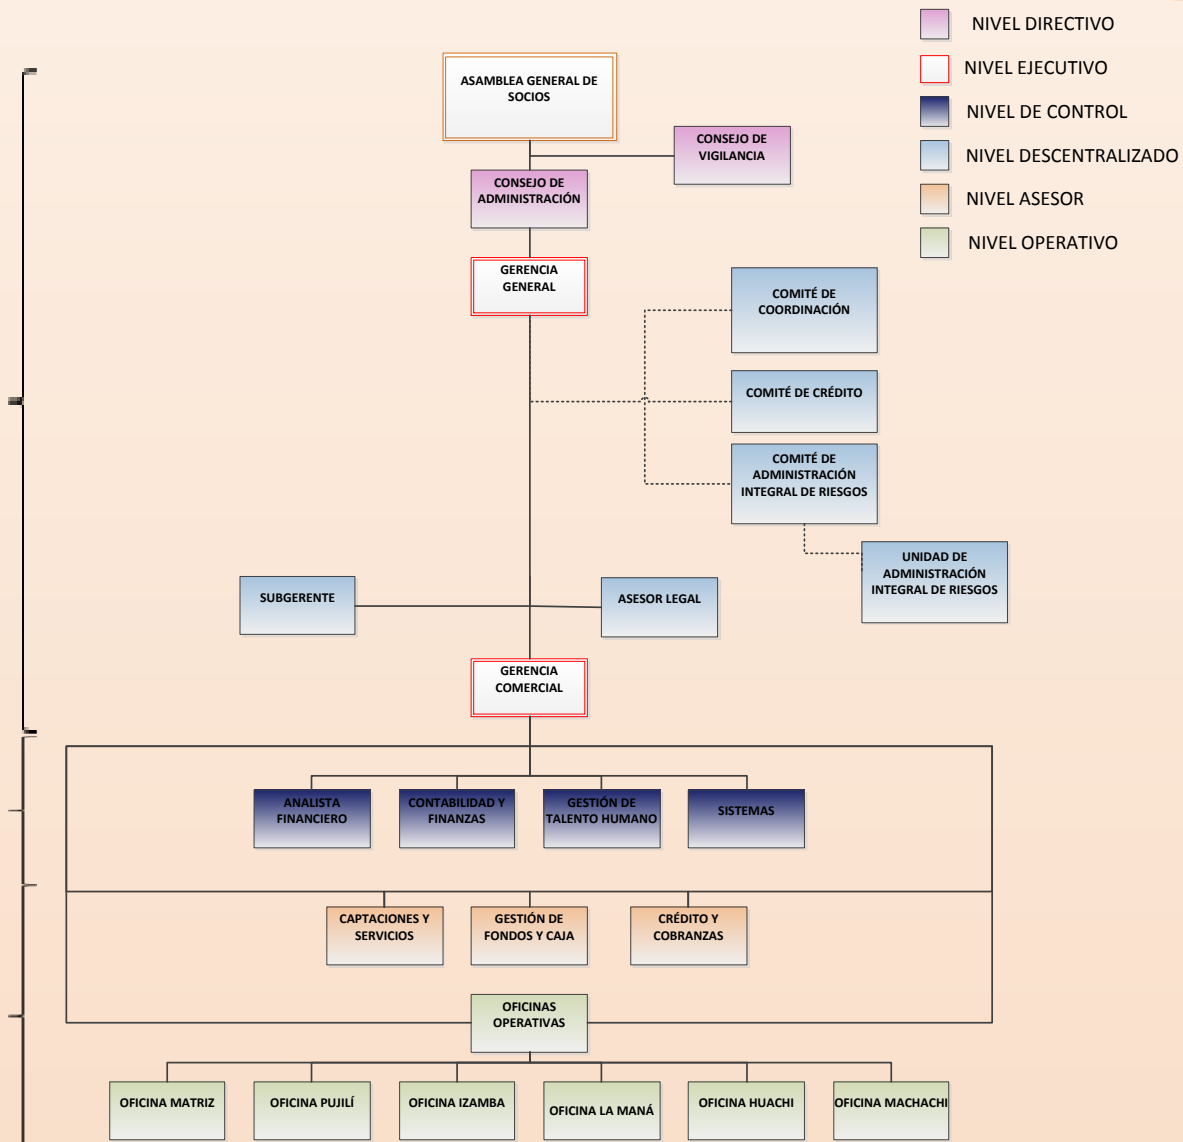 NIVEL DIRECTIVO
NIVEL EJECUTIVO
NIVEL DE CONTROL
NIVEL DESCENTRALIZADO
NIVEL ASESOR
NIVEL OPERATIVO
ASAMBLEA GENERAL DE
SOCIOS
CONSEJO DE
VIGILANCIA
CONSEJO DE
ADMINISTRACIÓN
GERENCIA
GENERAL
COMITÉ DE
COORDINACIÓN
COMITÉ DE CRÉDITO
COMITÉ DE
ADMINISTRACIÓN
INTEGRAL DE RIESGOS
UNIDAD DE
ADMINISTRACIÓN
INTEGRAL DE RIESGOS
SUBGERENTE
ASESOR LEGAL
GERENCIA
COMERCIAL
ANALISTA
FINANCIERO
CONTABILIDAD Y
FINANZAS
GESTIÓN DE
TALENTO HUMANO
SISTEMAS
CAPTACIONES Y
SERVICIOS
GESTIÓN DE
FONDOS Y CAJA
CRÉDITO Y
COBRANZAS
OFICINAS
OPERATIVAS
OFICINA MATRIZ
OFICINA PUJILÍ
OFICINA IZAMBA
OFICINA LA MANÁ
OFICINA HUACHI
OFICINA MACHACHI